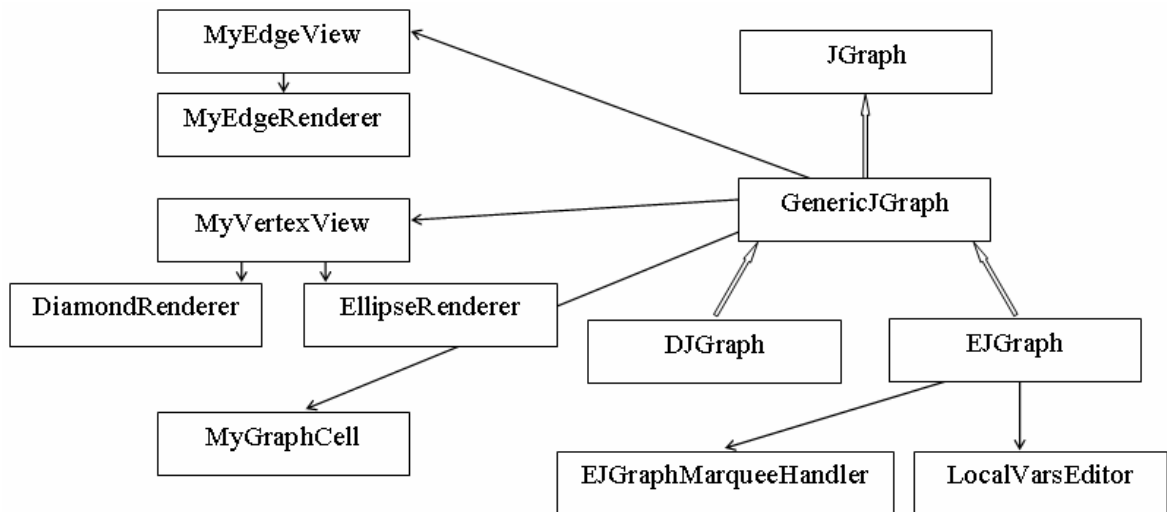 MyEdgeView
JGraph
MyEdgeRenderer
GenericJGraph
MyVertexView
DiamondRenderer
EllipseRenderer
DJGraph
EJGraph
MyGraphCell
EJGraphMarqueeHandler
LocalVarsEditor